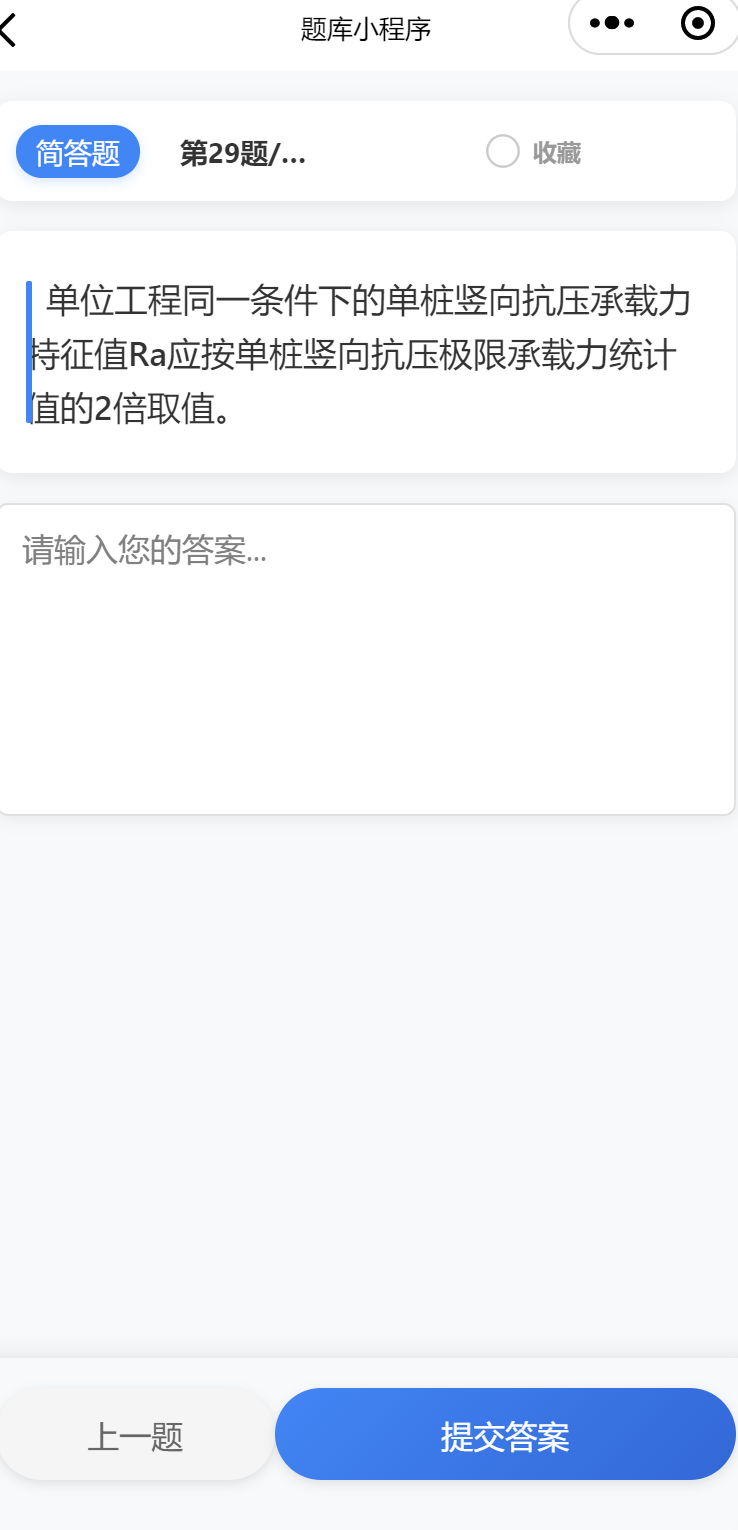 题库小程序
简答题 第29题/... 收藏
单位工程同一条件下的单桩竖向抗压承载力
特征值Ra应按单桩竖向抗压极限承载力统计
值的2倍取值。
请输入您的答案...
上一题 提交答案